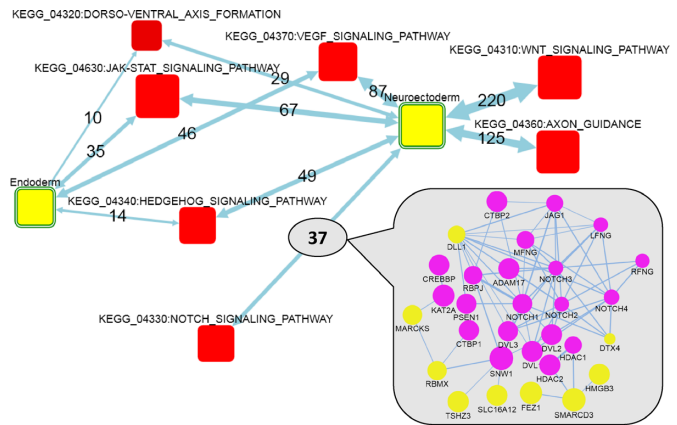 KEGG_04320:DORSO-VENTRAL_AXIS_FORMATION
KEGG_04370:VEGF_SIGNALING_PATHWAY
KEGG_04310:WNT_SIGNALING_PATHWAY
KEGG_04630:JAK-STAT_SIGNALING_PATHWAY
29
87
Neuroectoderm
220
10
67
46
KEGG_04360:AXON_GUIDANCE
125
35
49
Endoderm
KEGG_04340:HEDGEHOG_SIGNALING_PATHWAY
14
37
KEGG_04330:NOTCH_SIGNALING_PATHWAY
CTBP2
JAG1
LFNG
DLL1
MFNG
RFNG
CREBBP
RBPJ
ADAM17
NOTCH3
KAT2A
PSEN1
NOTCH1
NOTCH2
NOTCH4
MARCKS
CTBP1
DVL3
DVL2
HDAC1
DTX4
SNW1
DVL
HDAC2
RBMX
HMGB3
TSHZ3
SLC16A12
FEZ1
SMARCD3